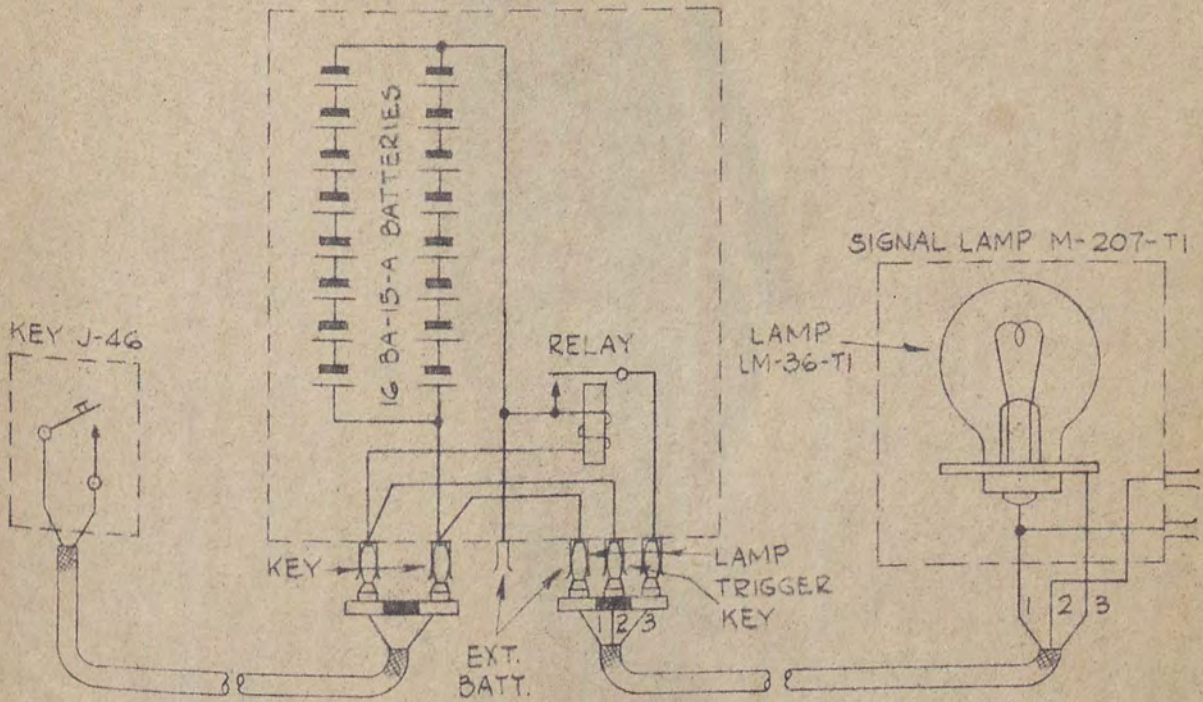 16 BA-15-A BATTERIES
SIGNAL LAMP M-207-T1
KEY J-46
RELAY
LAMP
LM-36-T1
KEY
LAMP
TRIGGER
KEY
1 2 3
1 2 3
EXT.
BATT.